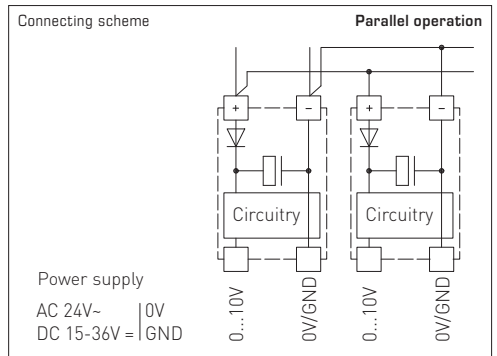 Connecting scheme
Parallel operation
+ – + –
Circuitry Circuitry
Power supply
AC 24V~ | 0V
DC 15-36V = | GND
0...10V
0V/GND
0...10V
0V/GND